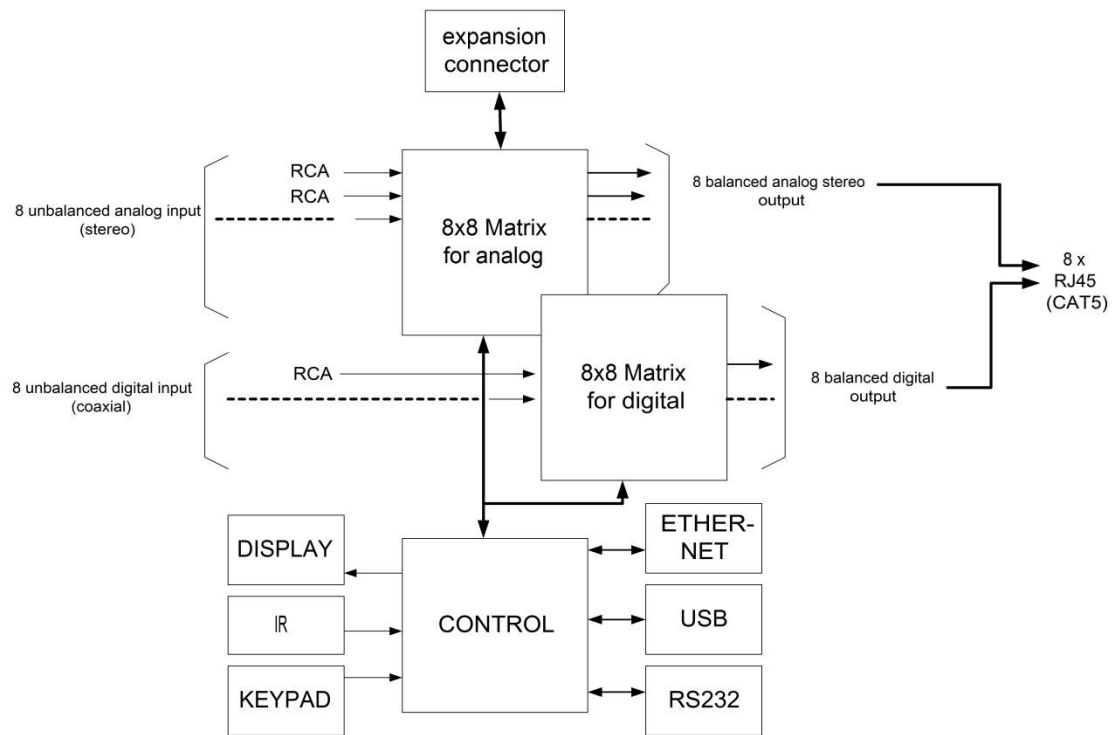 expansion
connector
RCA
RCA
8 unbalanced analog input
(stereo)
8x8 Matrix
for analog
8 balanced analog stereo
output
8 x
RJ45
(CAT5)
8 unbalanced digital input
(coaxial)
RCA
8x8 Matrix
for digital
8 balanced digital
output
DISPLAY
IR
KEYPAD
CONTROL
ETHER-
NET
USB
RS232